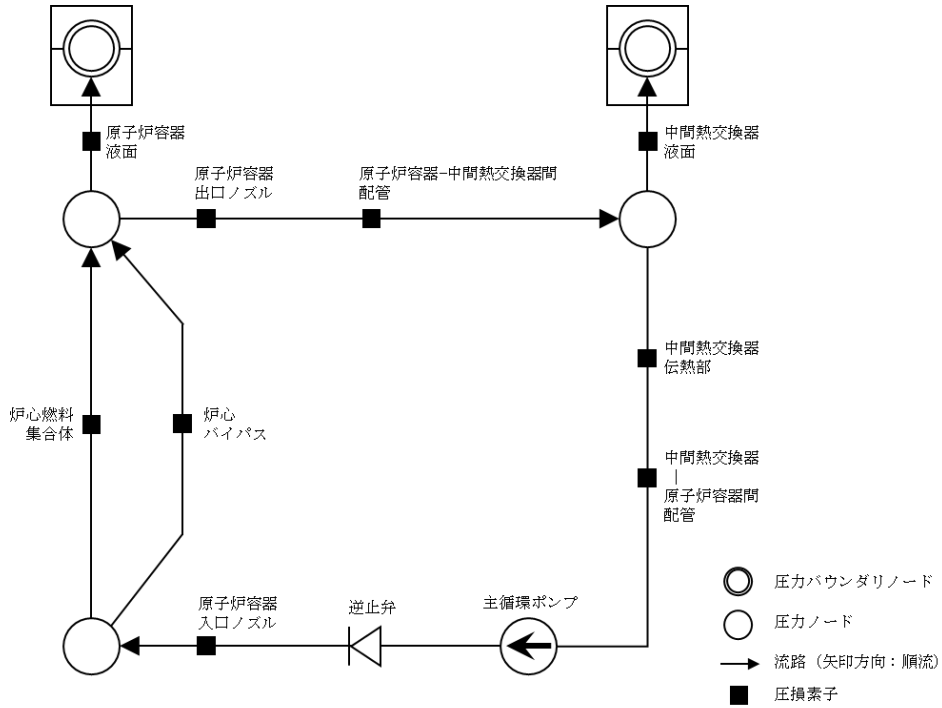 原子炉容器
液面
中間熱交換器
液面
原子炉容器
出口ノズル
原子炉容器-中間熱交換器間
配管
中間熱交換器
伝熱部
炉心燃料
集合体
炉心
バイパス
中間熱交換器
|
原子炉容器間
配管
原子炉容器
入口ノズル
逆止弁
主循環ポンプ
圧力バウンダリノード
圧力ノード
流路（矢印方向：順流）
圧損素子